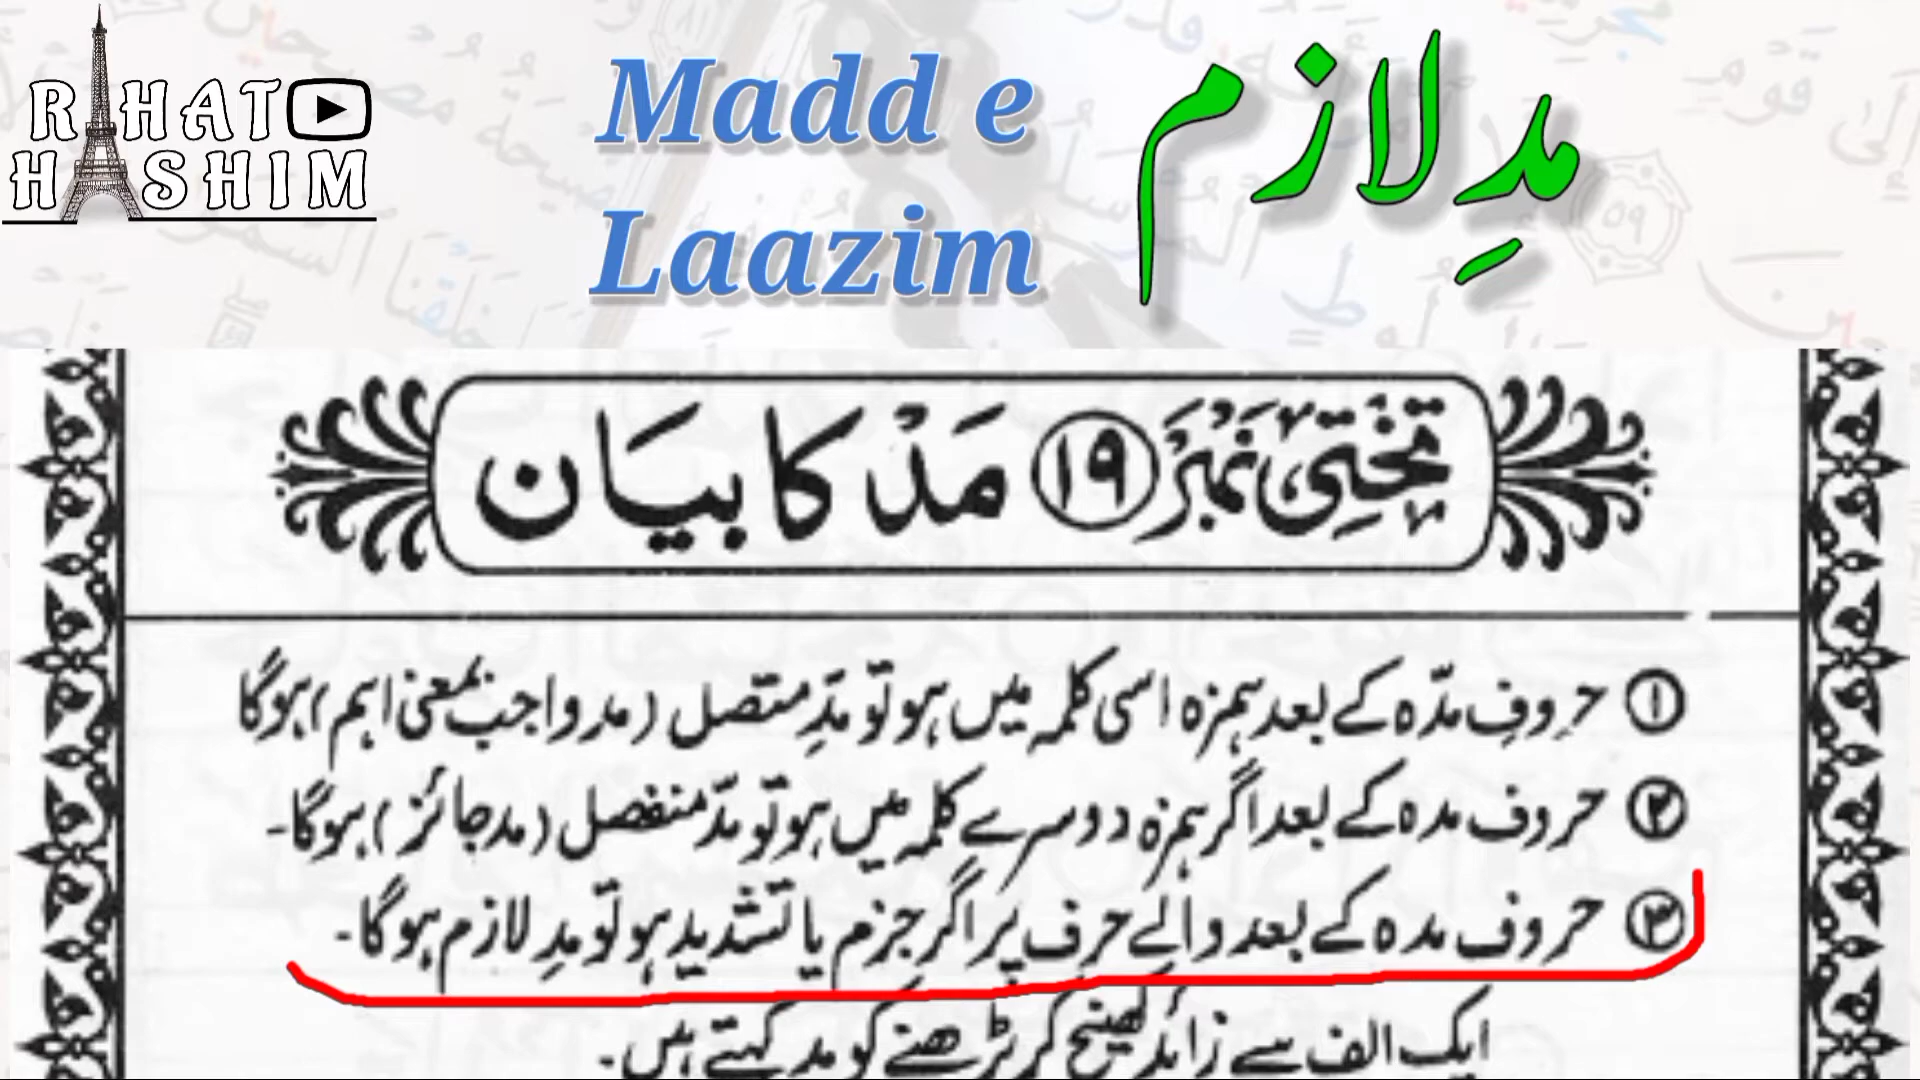 RAHAT
HASHIM
Madd e
Laazim
مدِ لازم
تختی نمبر ۱۹ مَدْ کا بیَان
① حروفِ مدّہ کے بعد ہمزہ اسی کلمہ میں ہو تو مدِّ متصل (مد واجب بمعنی اہم) ہوگا
② حروف مدہ کے بعد اگر ہمزہ دوسرے کلمہ میں ہو تو مدّ منفصل (مد جائز) ہوگا۔
③ حروف مدہ کے بعد والے حرف پر اگر جزم یا تشدید ہو تو مدِ لازم ہوگا۔
ایک الف سے زائد کھینچ کر پڑھنے کو مد کہتے ہیں۔